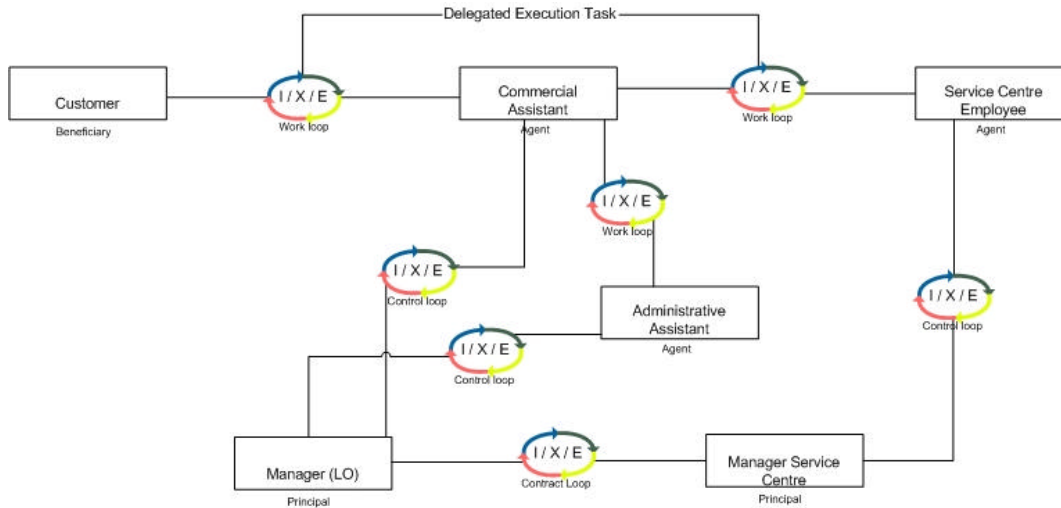 Delegated Execution Task
Customer
Beneficiary
I / X / E
Work loop
Commercial
Assistant
Agent
I / X / E
Work loop
Service Centre
Employee
Agent
I / X / E
Work loop
I / X / E
Control loop
I / X / E
Control loop
Administrative
Assistant
Agent
I / X / E
Control loop
Manager (LO)
Principal
I / X / E
Contract Loop
Manager Service
Centre
Principal